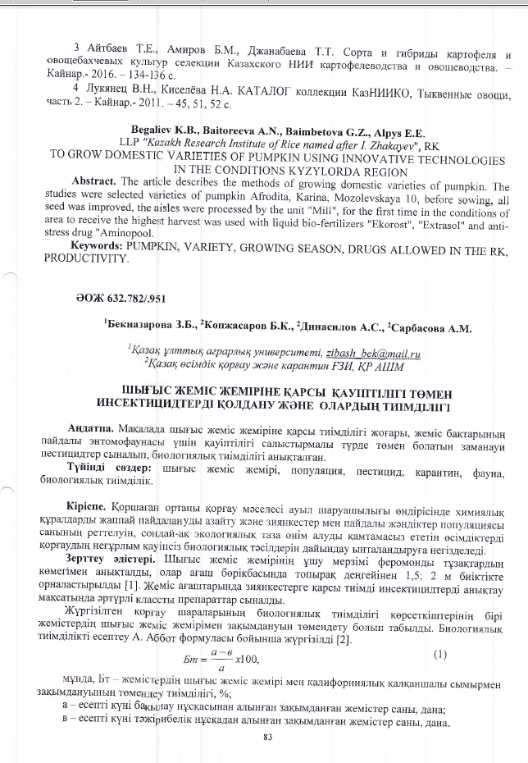 3 Айтбаев Т.Е., Амиров Б.М., Джанабаева Т.Т. Сорта и гибриды картофеля и
овощебахчевых культур селекции Казахского НИИ картофелеводства и овощеводства. –
Кайнар.- 2016. – 134-136 с.
4 Лукянец В.Н., Киселёва Н.А. КАТАЛОГ коллекции КазНИИКО, Тыквенные овощи,
часть 2. – Кайнар.- 2011. – 45, 51, 52 с.
Begaliev K.B., Baitoreeva A.N., Baimbetova G.Z., Alpys E.E.
LLP "Kazakh Research Institute of Rice named after I. Zhakayev", RK
TO GROW DOMESTIC VARIETIES OF PUMPKIN USING INNOVATIVE TECHNOLOGIES
IN THE CONDITIONS KYZYLORDA REGION
Abstract. The article describes the methods of growing domestic varieties of pumpkin. The
studies were selected varieties of pumpkin Afrodita, Karina, Mozolevskaya 10, before sowing, all
seed was improved, the aisles were processed by the unit "Mill", for the first time in the conditions of
area to receive the highest harvest was used with liquid bio-fertilizers "Ekorost", "Extrasol" and anti-
stress drug "Aminopool.
Keywords: PUMPKIN, VARIETY, GROWING SEASON, DRUGS ALLOWED IN THE RK,
PRODUCTIVITY.
ӘОЖ 632.782/.951
¹Бекназарова З.Б., ²Копжасаров Б.К., ²Динасилов А.С., ²Сарбасова А.М.
¹Қазақ ұлттық аграрлық университеті, zibash_bek@mail.ru
²Қазақ өсімдік қорғау және карантин ҒЗИ, ҚР АШМ
ШЫҒЫС ЖЕМІС ЖЕМІРІНЕ ҚАРСЫ ҚАУІПТІЛІГІ ТӨМЕН
ИНСЕКТИЦИДТЕРДІ ҚОЛДАНУ ЖӘНЕ ОЛАРДЫҢ ТИІМДІЛІГІ
Аңдатпа. Мақалада шығыс жеміс жеміріне қарсы тиімділігі жоғары, жеміс бақтарының
пайдалы энтомофаунасы үшін қауіптілігі салыстырмалы түрде төмен болатын заманауи
пестицидтер сыналып, биологиялық тиімділігі анықталған.
Түйінді сөздер: шығыс жеміс жемірі, популяция, пестицид, карантин, фауна,
биологиялық тиімділік.
Кіріспе. Қоршаған ортаны қорғау мәселесі ауыл шаруашылығы өндірісінде химиялық
құралдарды жаппай пайдалануды азайту және зиянкестер мен пайдалы жәндіктер популяциясы
санының реттелуін, сондай-ақ экологиялық таза өнім алуды қамтамасыз ететін өсімдіктерді
қорғаудың неғұрлым қауіпсіз биологиялық тәсілдерін дайындау ынталандыруға негізделеді.
Зерттеу әдістері. Шығыс жеміс жемірінің ұшу мерзімі феромонды тұзақтардың
көмегімен анықталды, олар ағаш бөрікбасында топырақ деңгейінен 1,5; 2 м биіктікте
орналастырылды [1]. Жеміс ағаштарында зиянкестерге қарсы тиімді инсектицидтерді анықтау
мақсатында әртүрлі классты препараттар сыналды.
Жүргізілген қорғау шараларының биологиялық тиімділігі көрсеткіштерінің бірі
жемістердің шығыс жеміс жемірімен зақымдануын төмендету болып табылды. Биологиялық
тиімділікті есептеу А. Аббот формуласы бойынша жүргізілді [2].
Бт = а – в / а х100, (1)
мұнда, Бт – жемістердің шығыс жеміс жемірі мен калифорниялық қалқаншалы сымырмен
зақымдануының төмендеу тиімділігі, %;
а – есепті күні бақылау нұсқасынан алынған зақымданған жемістер саны, дана;
в – есепті күні тәжірибелік нұсқадан алынған зақымданған жемістер саны, дана.
83